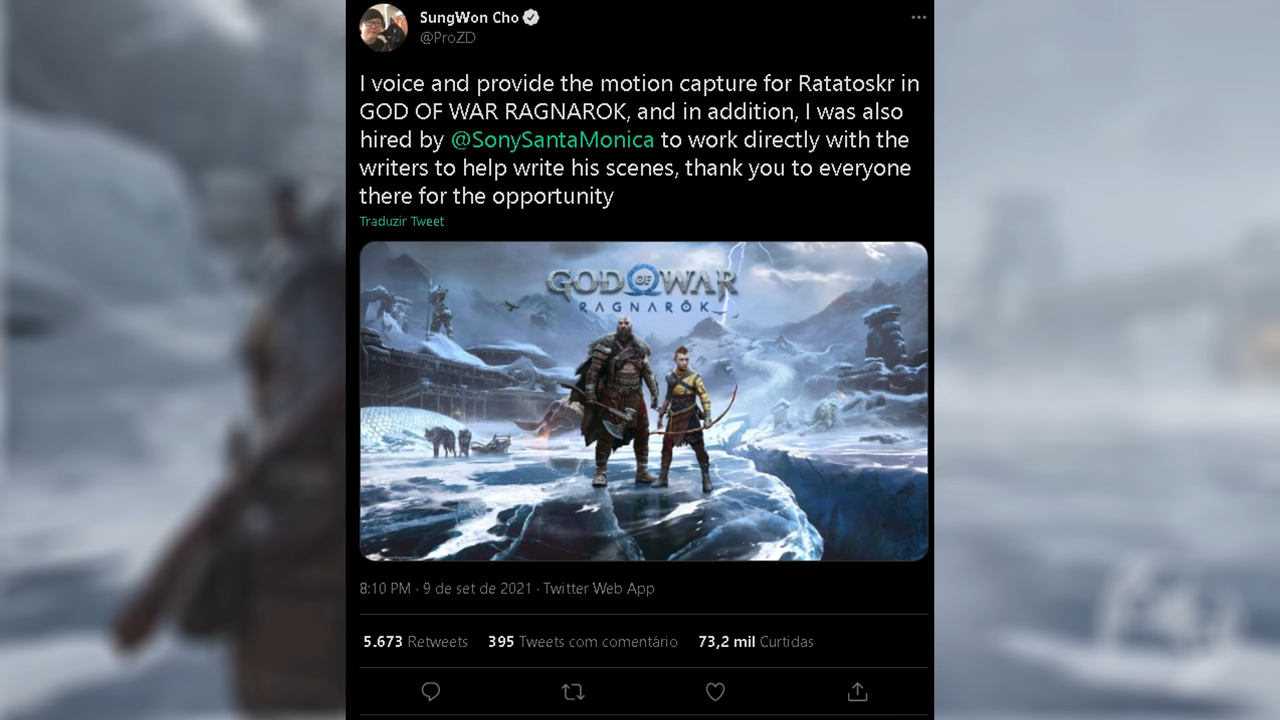 SungWon Cho
@ProZD
I voice and provide the motion capture for Ratatoskr in
GOD OF WAR RAGNAROK, and in addition, I was also
hired by @SonySantaMonica to work directly with the
writers to help write his scenes, thank you to everyone
there for the opportunity
Traduzir Tweet
GOD OF WAR
RAGNARÖK
8:10 PM · 9 de set de 2021 · Twitter Web App
5.673 Retweets 395 Tweets com comentário 73,2 mil Curtidas